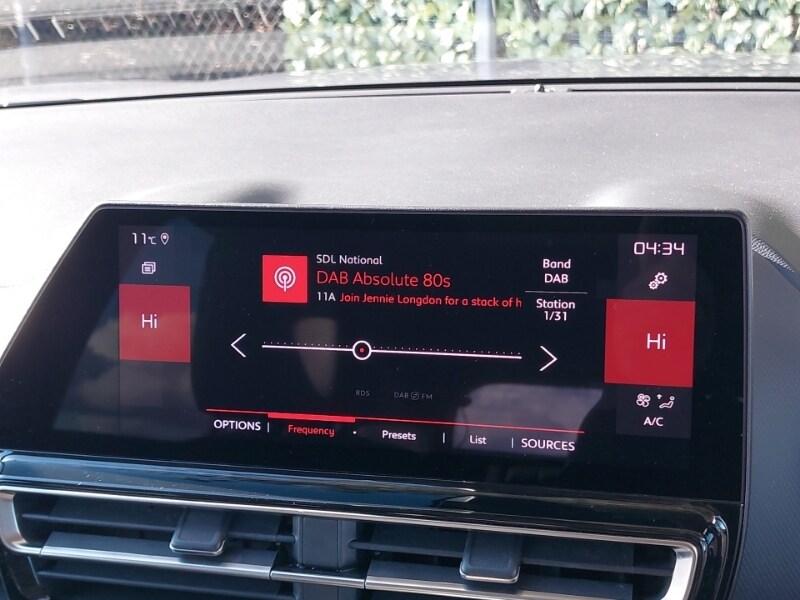 11°C
04:34
SDL National
DAB Absolute 80s
11A Join Jennie Longdon for a stack of h
Band
DAB
Station
1/31
Hi
Hi
RDS
DAB FM
A/C
OPTIONS
Frequency
Presets
List
SOURCES